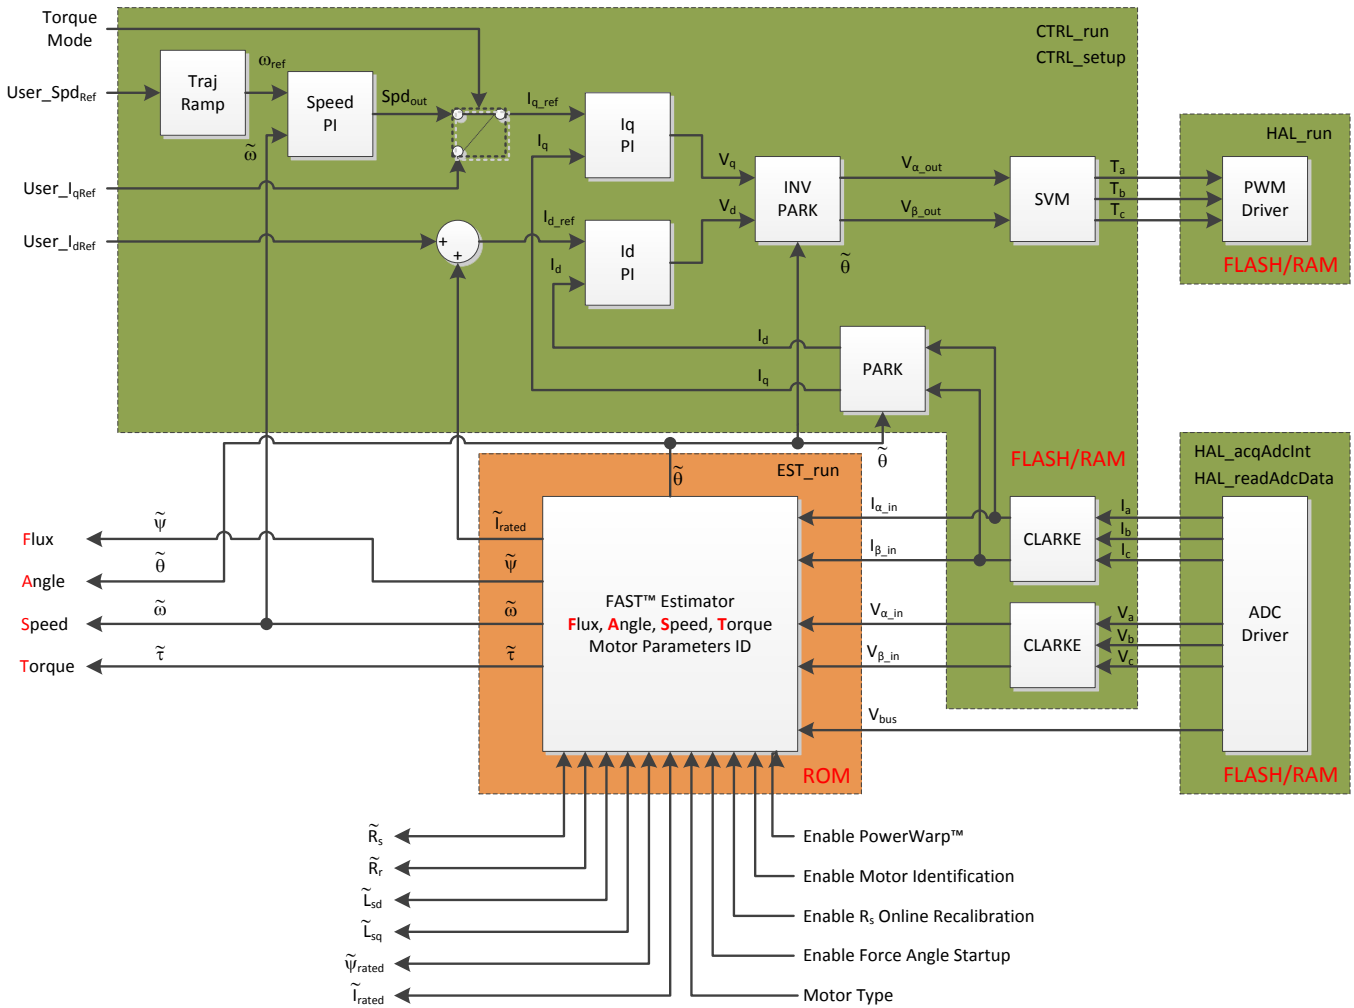 Torque
Mode
CTRL_run
CTRL_setup
User_SpdRef
Traj
Ramp
ωref
Speed
PI
Spdout
ω̃
Iq_ref
Iq
Iq
PI
User_IqRef
User_IdRef
+
+
Id_ref
Id
Id
PI
Vq
Vd
INV
PARK
θ̃
Vα_out
Vβ_out
SVM
Ta
Tb
Tc
HAL_run
PWM
Driver
FLASH/RAM
Id
Iq
PARK
θ̃
FLASH/RAM
θ̃
EST_run
HAL_acqAdcInt
HAL_readAdcData
Flux
ψ̃
Angle
θ̃
Speed
ω̃
Torque
τ̃
Ĩrated
ψ̃
ω̃
τ̃
FAST™ Estimator
Flux, Angle, Speed, Torque
Motor Parameters ID
ROM
Iα_in
Iβ_in
Vα_in
Vβ_in
Vbus
CLARKE
CLARKE
Ia
Ib
Ic
Va
Vb
Vc
ADC
Driver
FLASH/RAM
R̃s
R̃r
L̃sd
L̃sq
ψ̃rated
Ĩrated
Enable PowerWarp™
Enable Motor Identification
Enable Rs Online Recalibration
Enable Force Angle Startup
Motor Type